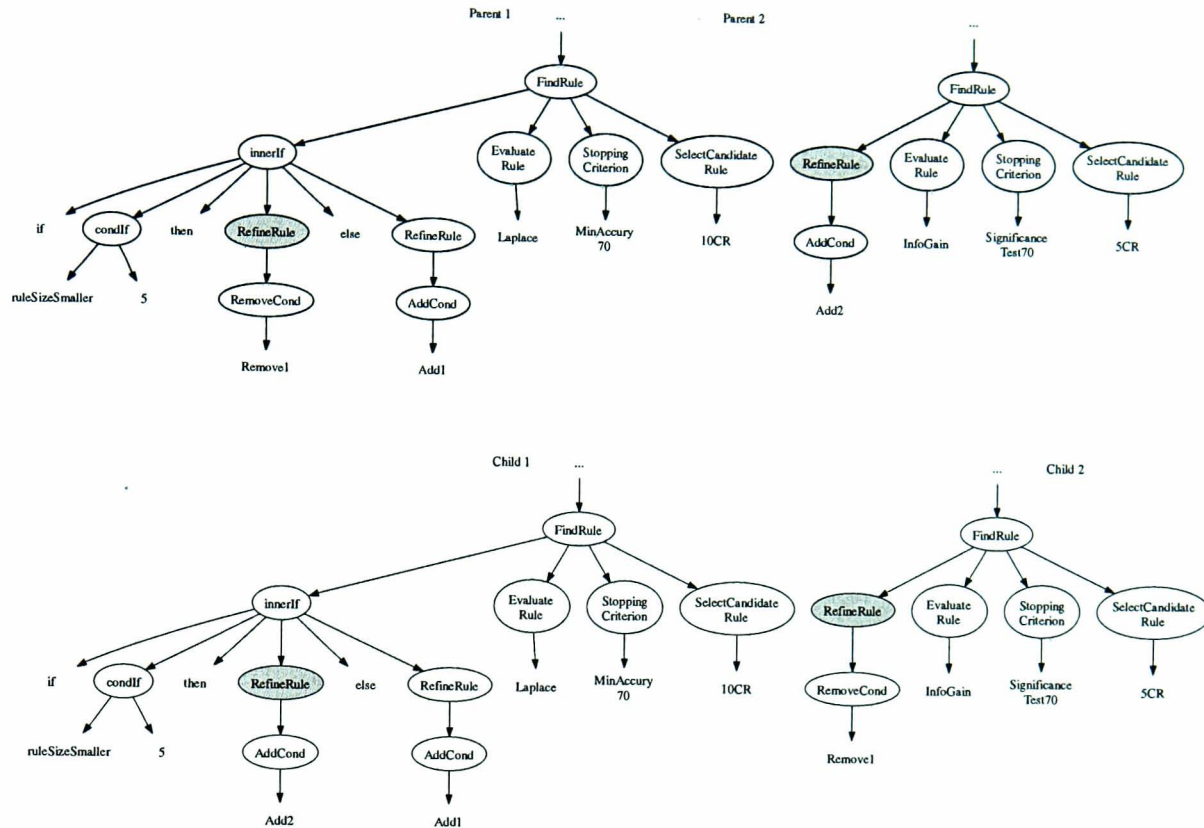 Parent 1 ... Parent 2 ...
FindRule FindRule
innerIf Evaluate Rule Stopping Criterion SelectCandidate Rule RefineRule Evaluate Rule Stopping Criterion SelectCandidate Rule
if condIf then RefineRule else RefineRule Laplace MinAccury 70 10CR AddCond InfoGain Significance Test70 5CR
ruleSizeSmaller 5 RemoveCond AddCond Add2
Remove1 Add1
Child 1 ... ... Child 2
FindRule FindRule
innerIf Evaluate Rule Stopping Criterion SelectCandidate Rule RefineRule Evaluate Rule Stopping Criterion SelectCandidate Rule
if condIf then RefineRule else RefineRule Laplace MinAccury 70 10CR RemoveCond InfoGain Significance Test70 5CR
ruleSizeSmaller 5 AddCond AddCond Remove1
Add2 Add1